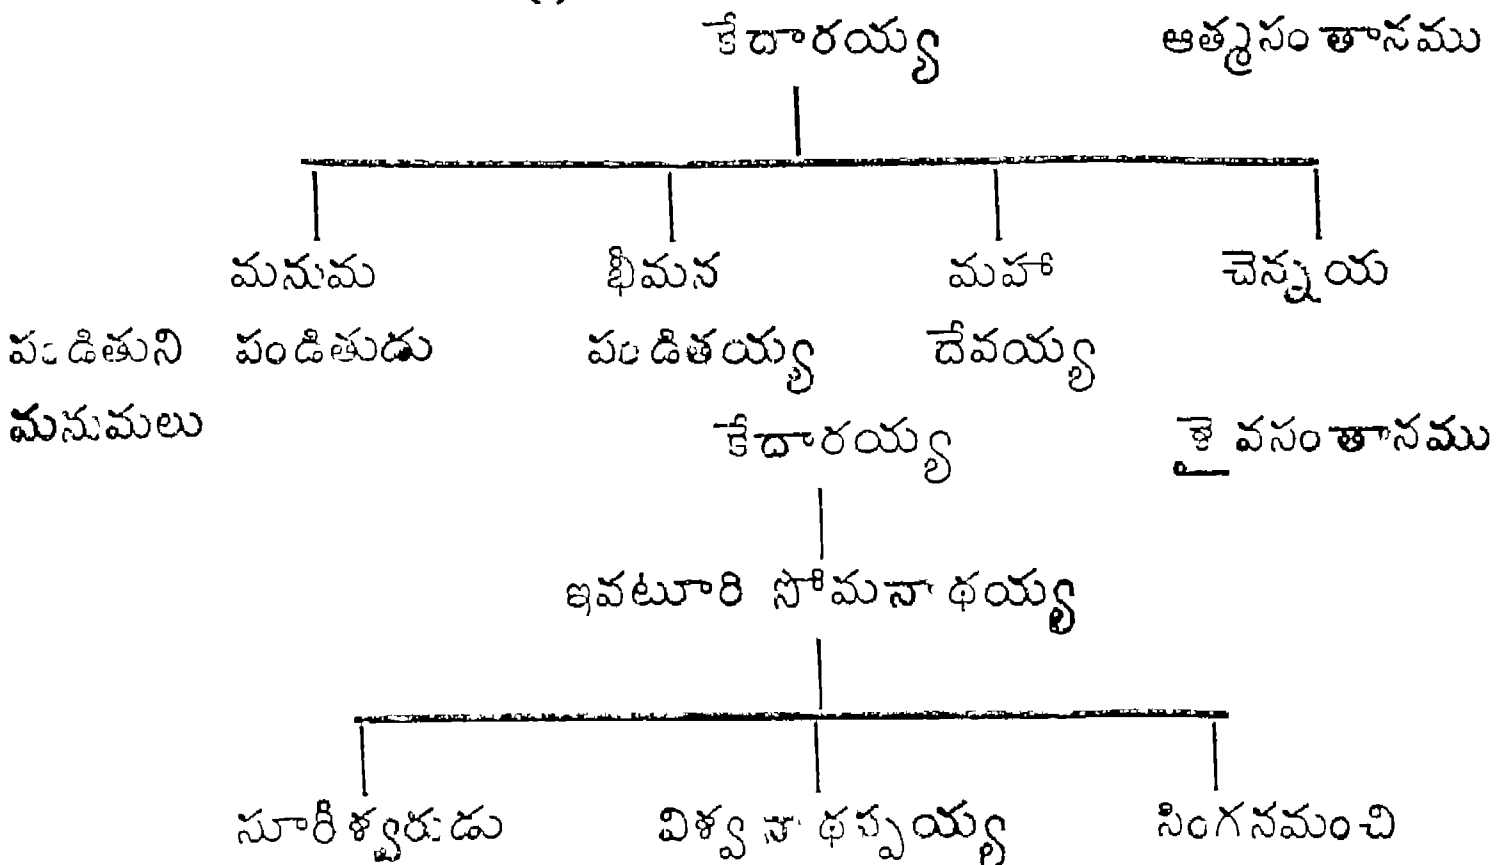 కేదారయ్య ఆత్మసంతానము
మనుమ భీమన మహా చెన్నయ
పండితుని పండితుడు పండితయ్య దేవయ్య
మనుమలు
కేదారయ్య శైవసంతానము
ఇవటూరి సోమనాథయ్య
సూరీశ్వరుడు విశ్వనాథప్పయ్య సింగనమంచి